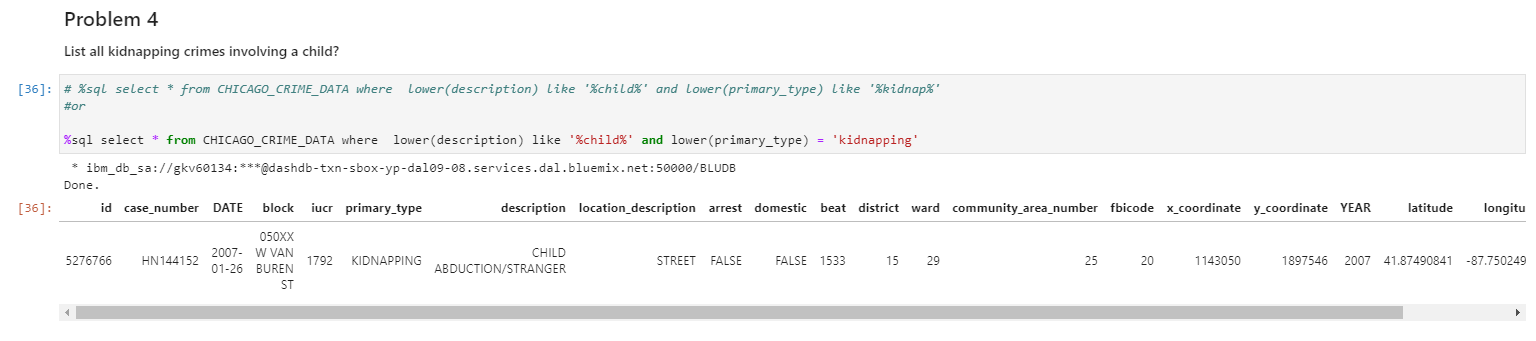 Problem 4
List all kidnapping crimes involving a child?
[36]: # %sql select * from CHICAGO_CRIME_DATA where  lower(description) like '%child%' and lower(primary_type) like '%kidnap%'
#or
%sql select * from CHICAGO_CRIME_DATA where  lower(description) like '%child%' and lower(primary_type) = 'kidnapping'
* ibm_db_sa://gkv60134:***@dashdb-txn-sbox-yp-dal09-08.services.dal.bluemix.net:50000/BLUDB
Done.
[36]: id case_number DATE block iucr primary_type description location_description arrest domestic beat district ward community_area_number fbicode x_coordinate y_coordinate YEAR latitude longitu
050XX
2007- W VAN CHILD
5276766 HN144152 1792 KIDNAPPING STREET FALSE FALSE 1533 15 29 25 20 1143050 1897546 2007 41.87490841 -87.750249
01-26 BUREN ABDUCTION/STRANGER
ST